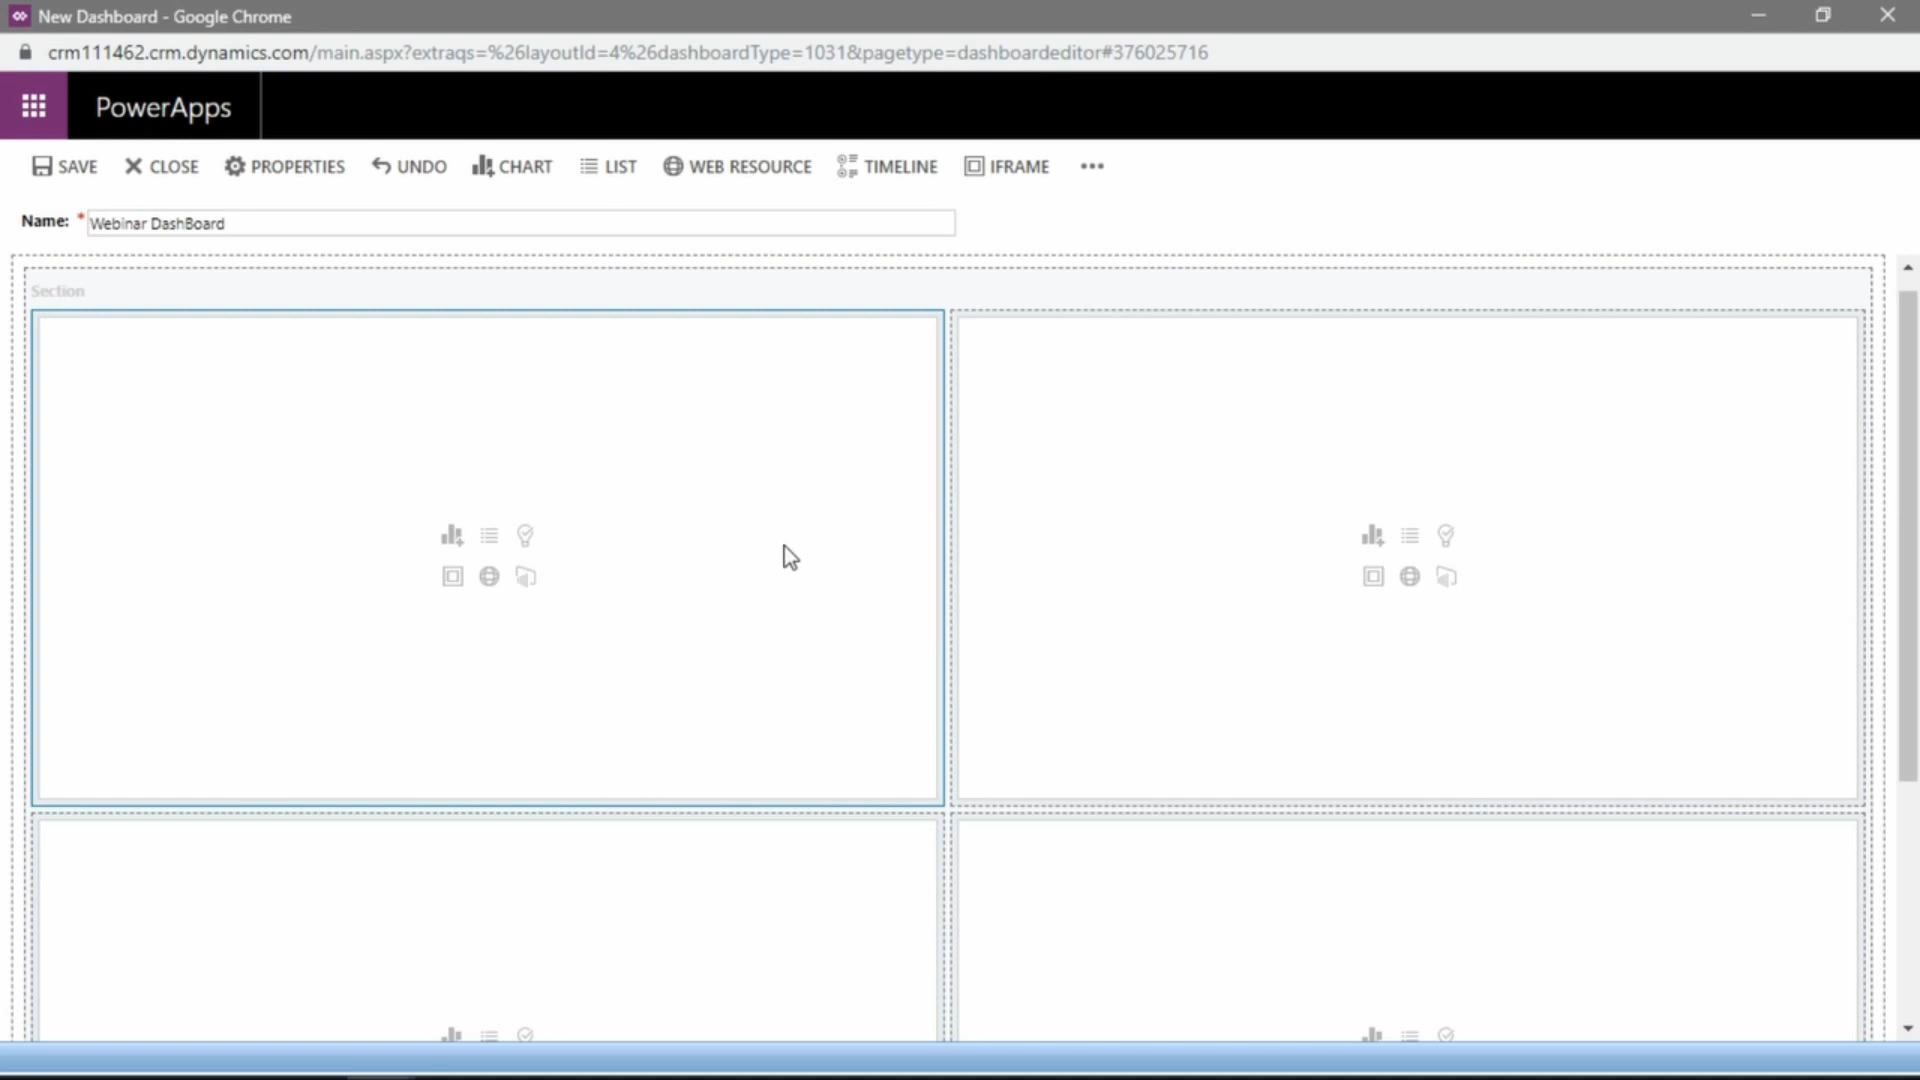 New Dashboard - Google Chrome
crm111462.crm.dynamics.com/main.aspx?extraqs=%26layoutId=4%26dashboardType=1031&pagetype=dashboardeditor#376025716
PowerApps
SAVE CLOSE PROPERTIES UNDO CHART LIST WEB RESOURCE TIMELINE IFRAME •••
Name: * Webinar DashBoard
Section